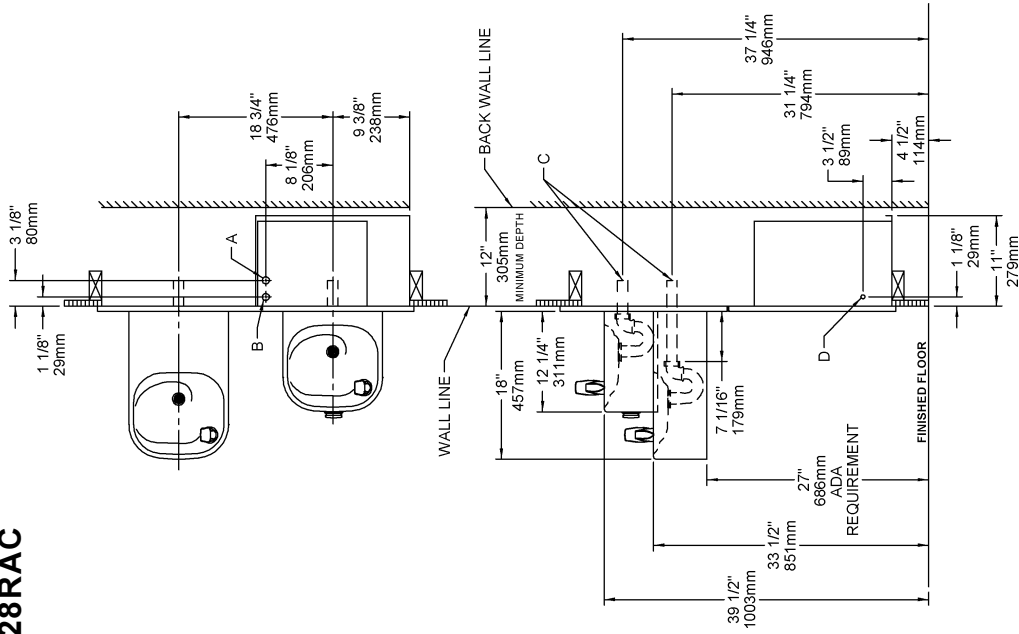 28RAC
3 1/8"
80mm
1 1/8"
29mm
18 3/4"
476mm
8 1/8"
206mm
9 3/8"
238mm
A
B
BACK WALL LINE
WALL LINE
12"
305mm
MINIMUM DEPTH
C
37 1/4"
946mm
31 1/4"
794mm
3 1/2"
89mm
4 1/2"
114mm
18"
457mm
12 1/4"
311mm
7 1/16"
179mm
D
1 1/8"
29mm
11"
279mm
FINISHED FLOOR
27"
686mm
ADA
REQUIREMENT
33 1/2"
851mm
39 1/2"
1003mm